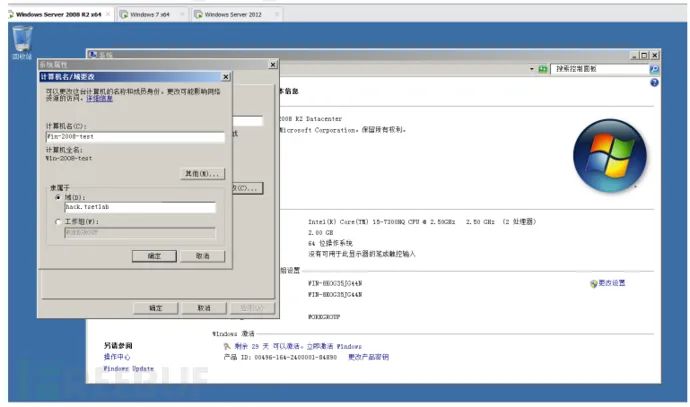 Windows Server 2008 R2 x64
Windows 7 x64
Windows Server 2012
回收站
系统
搜索控制面板
系统属性
计算机名/域更改
可以更改这台计算机的名称和成员身份。更改可能影响网络
资源的访问。详细信息
计算机名(C):
Win-2008-test
计算机全名:
Win-2008-test
其他(M)...
隶属于
域(D):
hack.tsetlab
工作组(W):
WORKGROUP
确定
取消
确定
取消
应用(A)
(C)...
本信息
2008 R2 Datacenter
Microsoft Corporation。保留所有权利。
Intel(R) Core(TM) i5-7300HQ CPU @ 2.50GHz 2.50 GHz (2 处理器)
2.00 GB
64 位操作系统
没有可用于此显示器的笔或触控输入
组设置
WIN-8KOG35JG44N
更改设置
WIN-8KOG35JG44N
WORKGROUP
Windows 激活
剩余 29 天 可以激活。立即激活 Windows
产品 ID: 00496-164-2400001-84890 更改产品密钥
另请参阅
操作中心
Windows Update
REEBUF